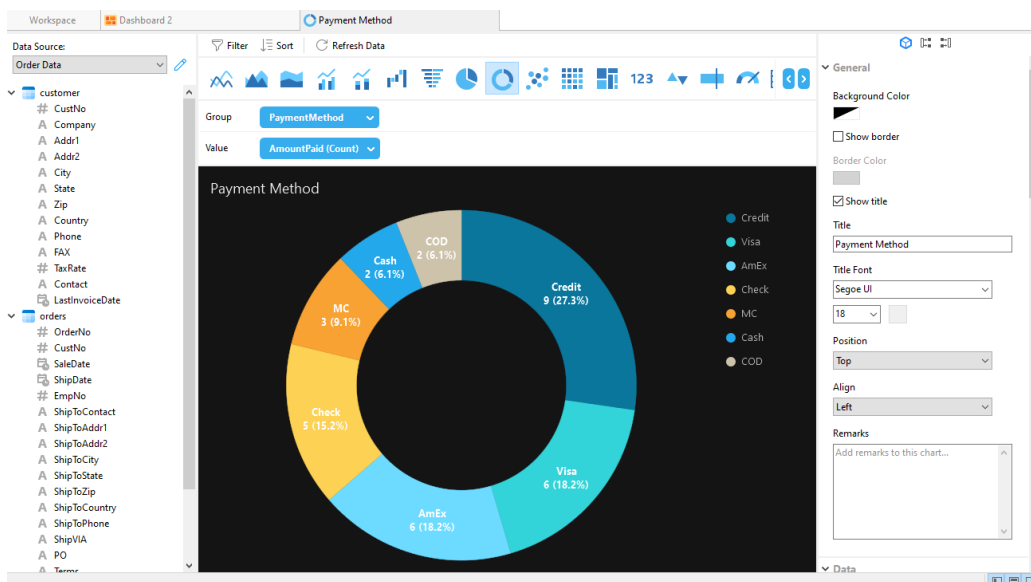 Workspace
Dashboard 2
Payment Method
Data Source:
Order Data
customer
# CustNo
A Company
A Addr1
A Addr2
A City
A State
A Zip
A Country
A Phone
A FAX
# TaxRate
A Contact
LastInvoiceDate
orders
# OrderNo
# CustNo
SaleDate
ShipDate
# EmpNo
A ShipToContact
A ShipToAddr1
A ShipToAddr2
A ShipToCity
A ShipToState
A ShipToZip
A ShipToCountry
A ShipToPhone
A ShipVIA
A PO
A Terms
Filter
Sort
Refresh Data
123
Group
PaymentMethod
Value
AmountPaid (Count)
Payment Method
COD
2 (6.1%)
Cash
2 (6.1%)
MC
3 (9.1%)
Credit
9 (27.3%)
Check
5 (15.2%)
Visa
6 (18.2%)
AmEx
6 (18.2%)
Credit
Visa
AmEx
Check
MC
Cash
COD
General
Background Color
Show border
Border Color
Show title
Title
Payment Method
Title Font
Segoe UI
18
Position
Top
Align
Left
Remarks
Add remarks to this chart...
Data